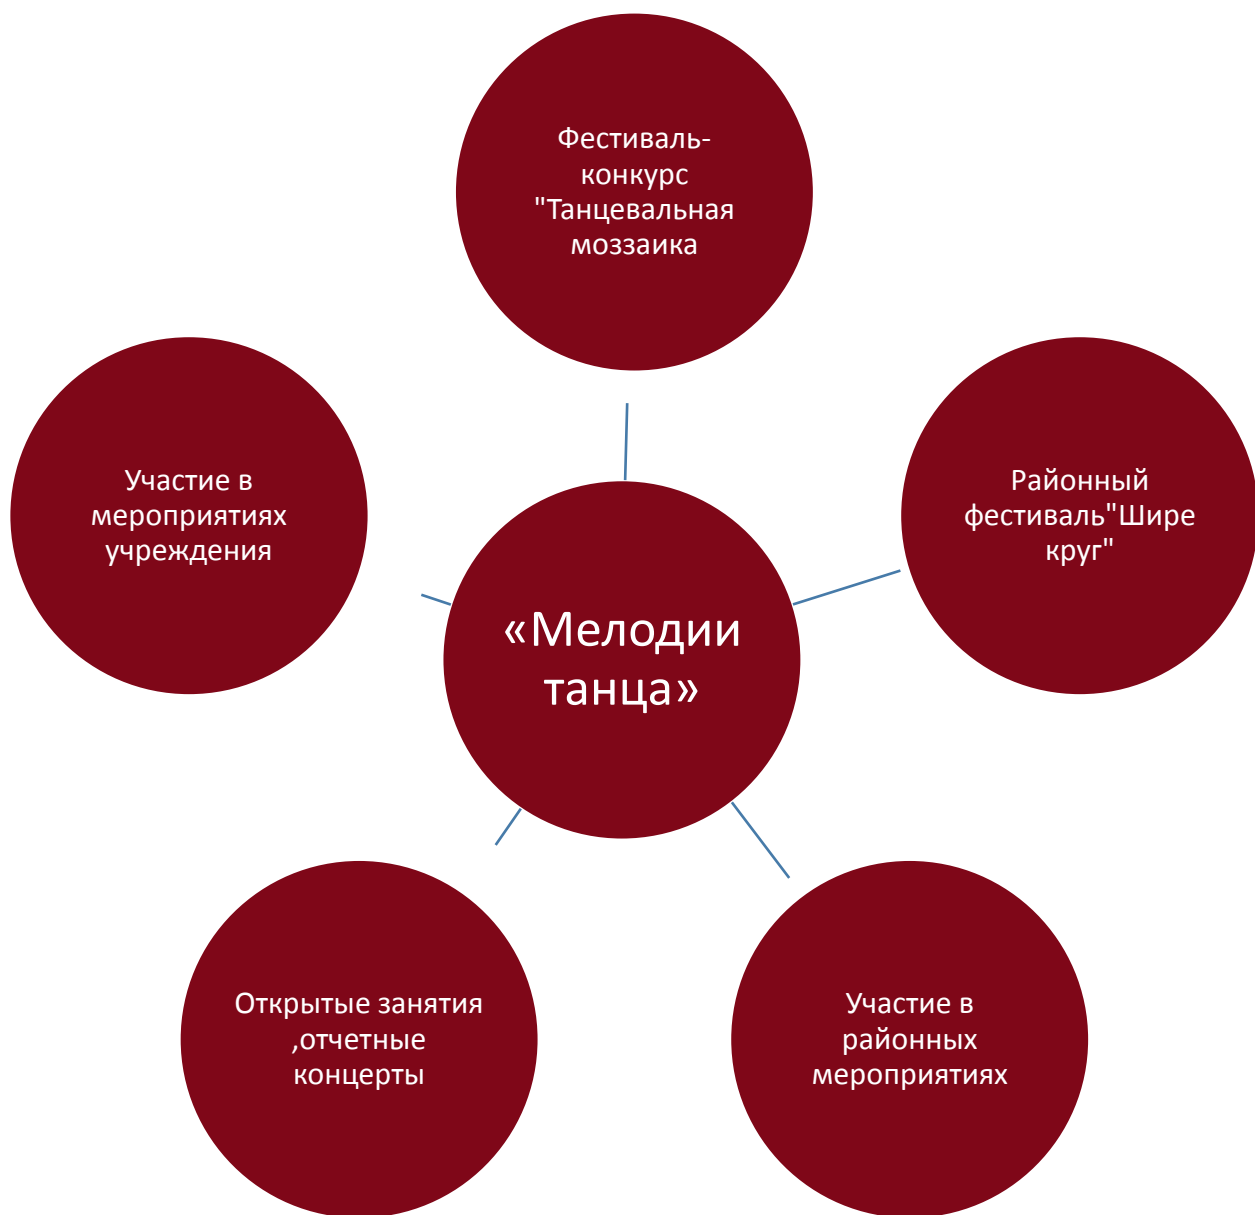 Фестиваль-
конкурс
"Танцевальная
моззаика
Участие в
мероприятиях
учреждения
Районный
фестиваль"Шире
круг"
«Мелодии
танца»
Открытые занятия
,отчетные
концерты
Участие в
районных
мероприятиях